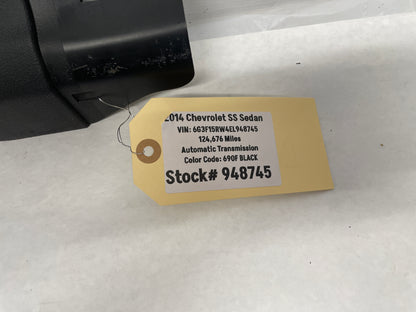 2014 Chevrolet SS Sedan
VIN: 6G3F15RW4EL948745
124,676 Miles
Automatic Transmission
Color Code: 690F BLACK
Stock# 948745